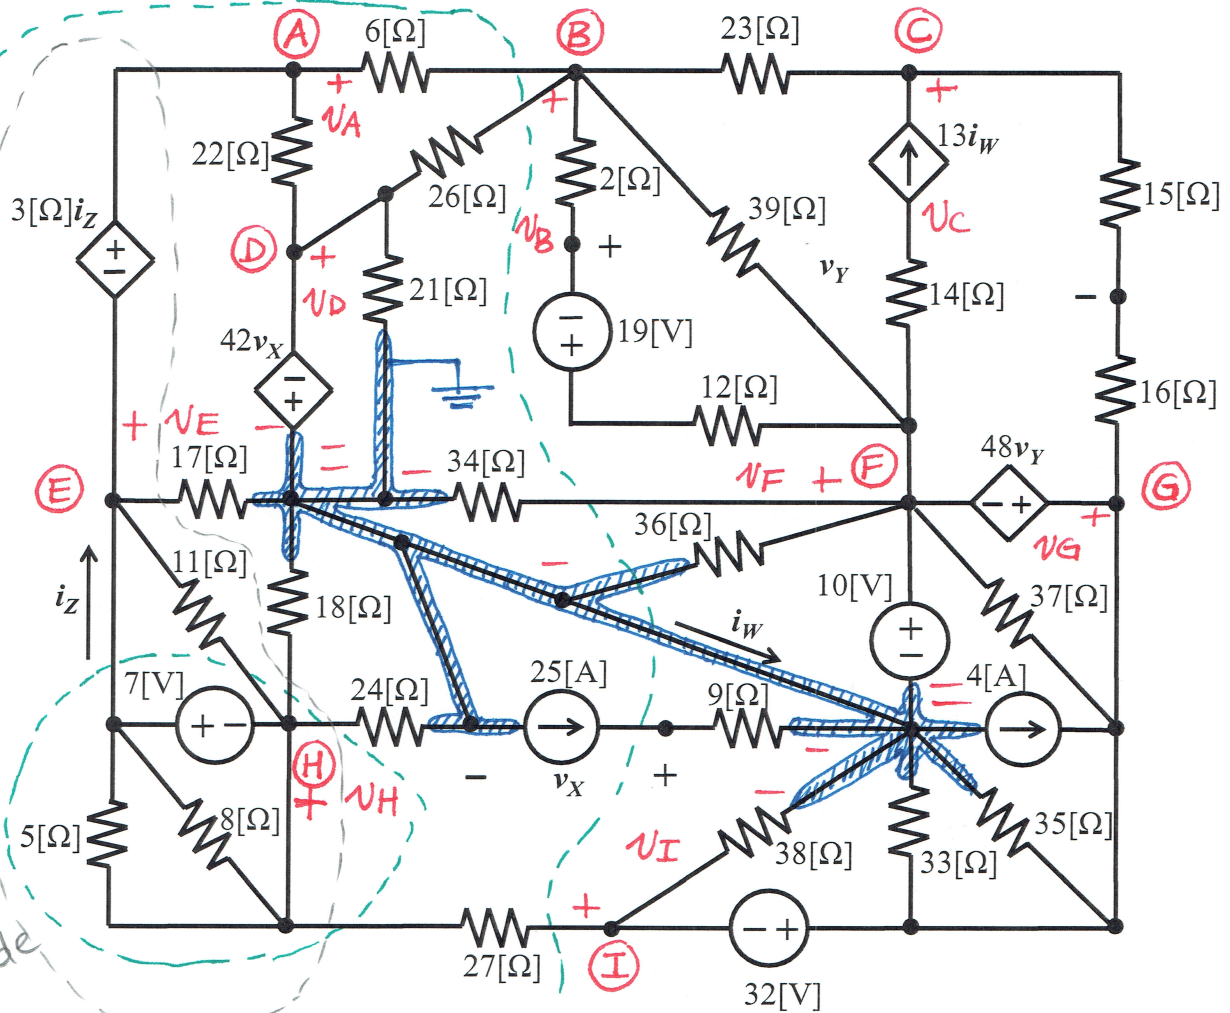 A
6[Ω]
B
23[Ω]
C
+
vA
+
+
22[Ω]
26[Ω]
2[Ω]
13iW
39[Ω]
15[Ω]
3[Ω]iZ
+
−
D
+
vD
21[Ω]
vB
+
vC
vY
14[Ω]
−
42vX
−
+
−
+
19[V]
12[Ω]
16[Ω]
+ vE
−
=
−
17[Ω]
34[Ω]
vF +
F
48vY
− +
G
+
vG
E
36[Ω]
11[Ω]
−
iZ
18[Ω]
10[V]
+
−
37[Ω]
iW
7[V]
+ −
24[Ω]
25[A]
9[Ω]
=
4[A]
−
vX
+
−
H
+ vH
5[Ω]
8[Ω]
−
vI
38[Ω]
33[Ω]
35[Ω]
+
− +
27[Ω]
I
32[V]
de